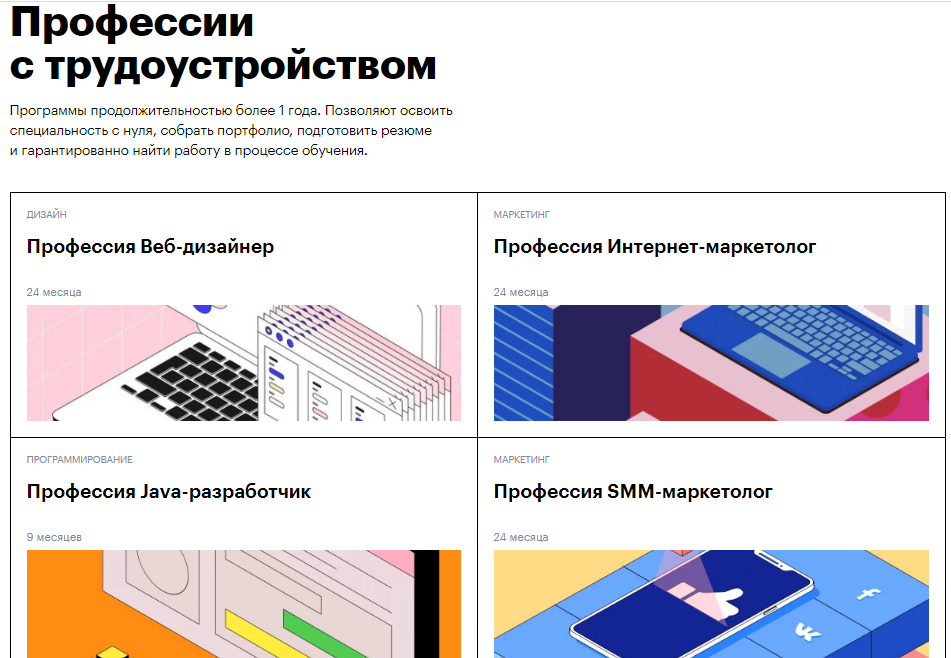 Профессии
с трудоустройством
Программы продолжительностью более 1 года. Позволяют освоить
специальность с нуля, собрать портфолио, подготовить резюме
и гарантированно найти работу в процессе обучения.
ДИЗАЙН
Профессия Веб-дизайнер
24 месяца
МАРКЕТИНГ
Профессия Интернет-маркетолог
24 месяца
ПРОГРАММИРОВАНИЕ
Профессия Java-разработчик
9 месяцев
МАРКЕТИНГ
Профессия SMM-маркетолог
24 месяца